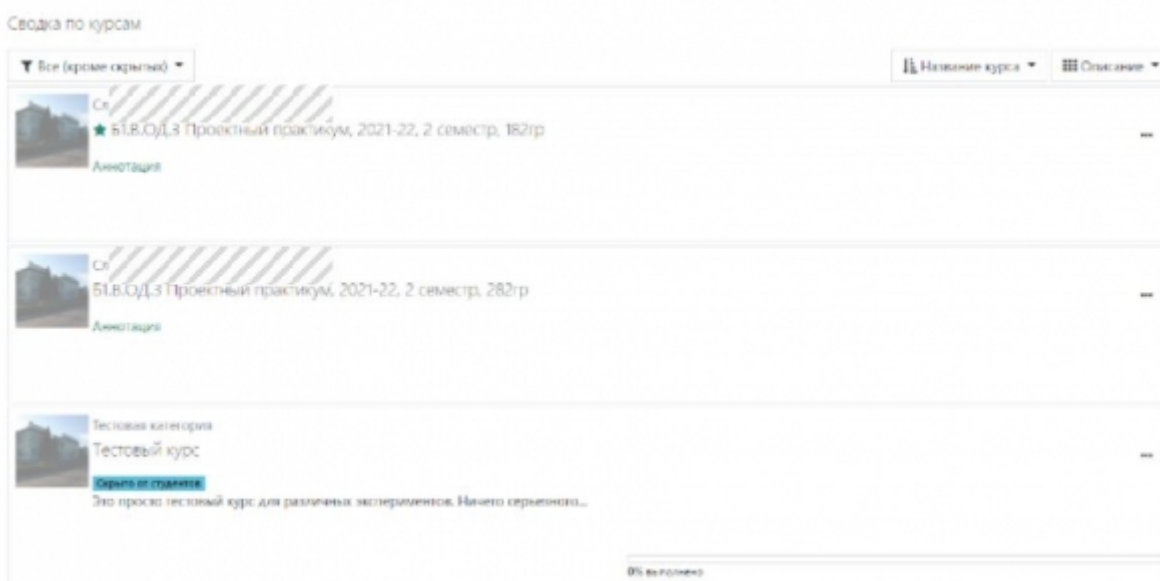 Сводка по курсам
Все (кроме скрытых)
Название курса
Описание
Сл
Б1.В.ОД.3 Проектный практикум, 2021-22, 2 семестр, 182гр
Аннотация
Сл
Б1.В.ОД.3 Проектный практикум, 2021-22, 2 семестр, 282гр
Аннотация
Тестовая категория
Тестовый курс
Скрыто от студентов
Это просто тестовый курс для различных экспериментов. Ничего серьезного...
0% выполнено